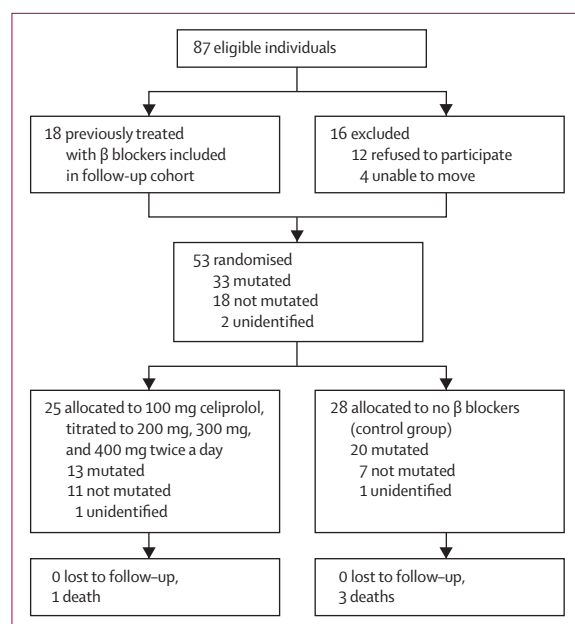 87 eligible individuals
18 previously treated
with β blockers included
in follow-up cohort
16 excluded
12 refused to participate
4 unable to move
53 randomised
33 mutated
18 not mutated
2 unidentified
25 allocated to 100 mg celiprolol,
titrated to 200 mg, 300 mg,
and 400 mg twice a day
13 mutated
11 not mutated
1 unidentified
28 allocated to no β blockers
(control group)
20 mutated
7 not mutated
1 unidentified
0 lost to follow–up,
1 death
0 lost to follow–up,
3 deaths